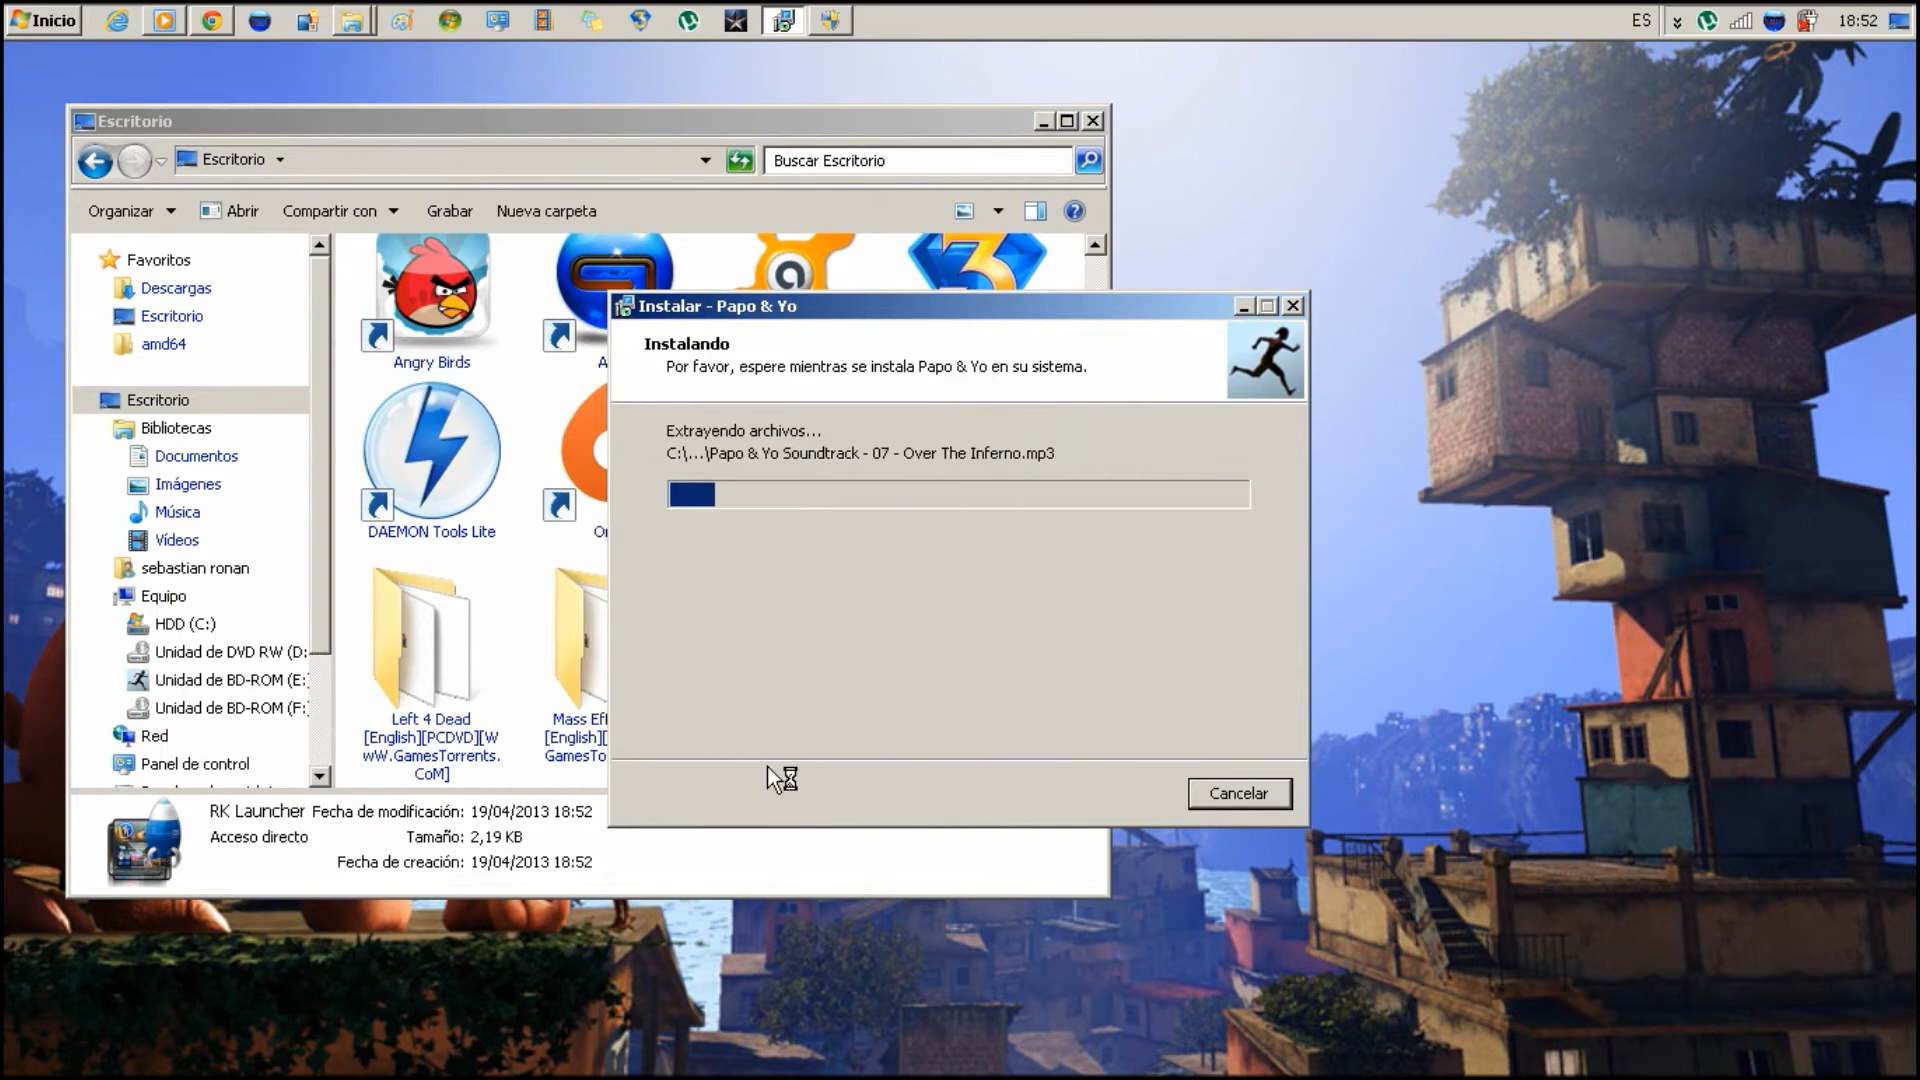 Inicio
ES
18:52
Escritorio
Escritorio
Buscar Escritorio
Organizar
Abrir
Compartir con
Grabar
Nueva carpeta
Favoritos
Descargas
Escritorio
amd64
Escritorio
Bibliotecas
Documentos
Imágenes
Música
Vídeos
sebastian ronan
Equipo
HDD (C:)
Unidad de DVD RW (D:
Unidad de BD-ROM (E:
Unidad de BD-ROM (F:
Red
Panel de control
Angry Birds
A
DAEMON Tools Lite
Left 4 Dead
[English][PCDVD][W
wW.GamesTorrents.
CoM]
Mass Ef
[English][
GamesTo
RK Launcher Fecha de modificación: 19/04/2013 18:52
Acceso directo Tamaño: 2,19 KB
Fecha de creación: 19/04/2013 18:52
Instalar - Papo & Yo
Instalando
Por favor, espere mientras se instala Papo & Yo en su sistema.
Extrayendo archivos...
C:\...\Papo & Yo Soundtrack - 07 - Over The Inferno.mp3
Cancelar